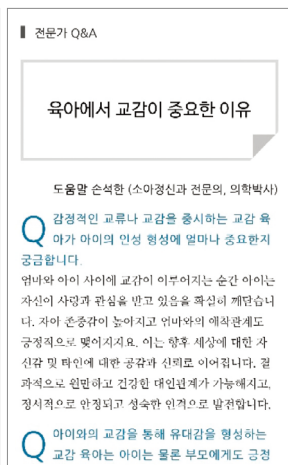 전문가 Q&A
육아에서 교감이 중요한 이유
도움말 손석한 (소아정신과 전문의, 의학박사)
Q 감정적인 교류나 교감을 중시하는 교감 육
아가 아이의 인성 형성에 얼마나 중요한지
궁금합니다.
엄마와 아이 사이에 교감이 이루어지는 순간 아이는
자신이 사랑과 관심을 받고 있음을 확실히 깨닫습니
다. 자아 존중감이 높아지고 엄마와의 애착관계도
긍정적으로 맺어지지요. 이는 향후 세상에 대한 자
신감 및 타인에 대한 공감과 신뢰로 이어집니다. 결
과적으로 원만하고 건강한 대인관계가 가능해지고,
정서적으로 안정되고 성숙한 인격으로 발전합니다.
Q 아이와의 교감을 통해 유대감을 형성하는
교감 육아는 아이는 물론 부모에게도 긍정